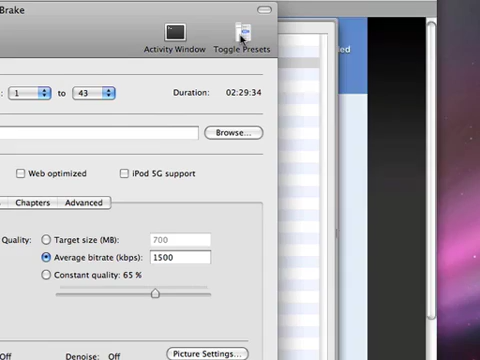 Brake
Activity Window Toggle Presets
: 1 to 43 Duration: 02:29:34
Browse...
Web optimized iPod 5G support
Chapters Advanced
Quality: Target size (MB): 700
Average bitrate (kbps): 1500
Constant quality: 65 %
Picture Settings...
Denoise: Off
Off